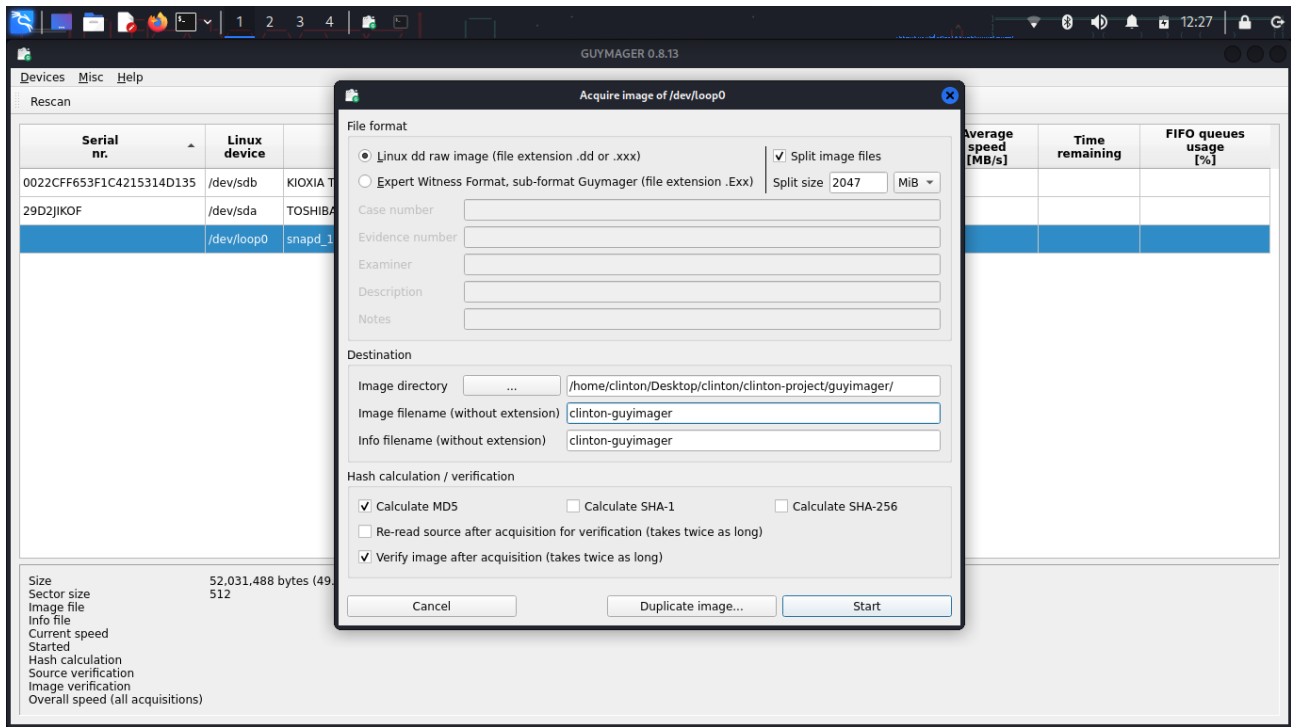 1 2 3 4 12:27
GUYMAGER 0.8.13
Devices Misc Help
Rescan
Serial nr. Linux device Average speed [MB/s] Time remaining FIFO queues usage [%]
0022CFF653F1C4215314D135 /dev/sdb KIOXIA T
29D2JIKOF /dev/sda TOSHIBA
/dev/loop0 snapd_1
Acquire image of /dev/loop0
File format
Linux dd raw image (file extension .dd or .xxx) Split image files
Expert Witness Format, sub-format Guymager (file extension .Exx) Split size 2047 MiB
Case number
Evidence number
Examiner
Description
Notes
Destination
Image directory ... /home/clinton/Desktop/clinton/clinton-project/guyimager/
Image filename (without extension) clinton-guyimager
Info filename (without extension) clinton-guyimager
Hash calculation / verification
Calculate MD5 Calculate SHA-1 Calculate SHA-256
Re-read source after acquisition for verification (takes twice as long)
Verify image after acquisition (takes twice as long)
Cancel Duplicate image... Start
Size 52,031,488 bytes (49.
Sector size 512
Image file
Info file
Current speed
Started
Hash calculation
Source verification
Image verification
Overall speed (all acquisitions)